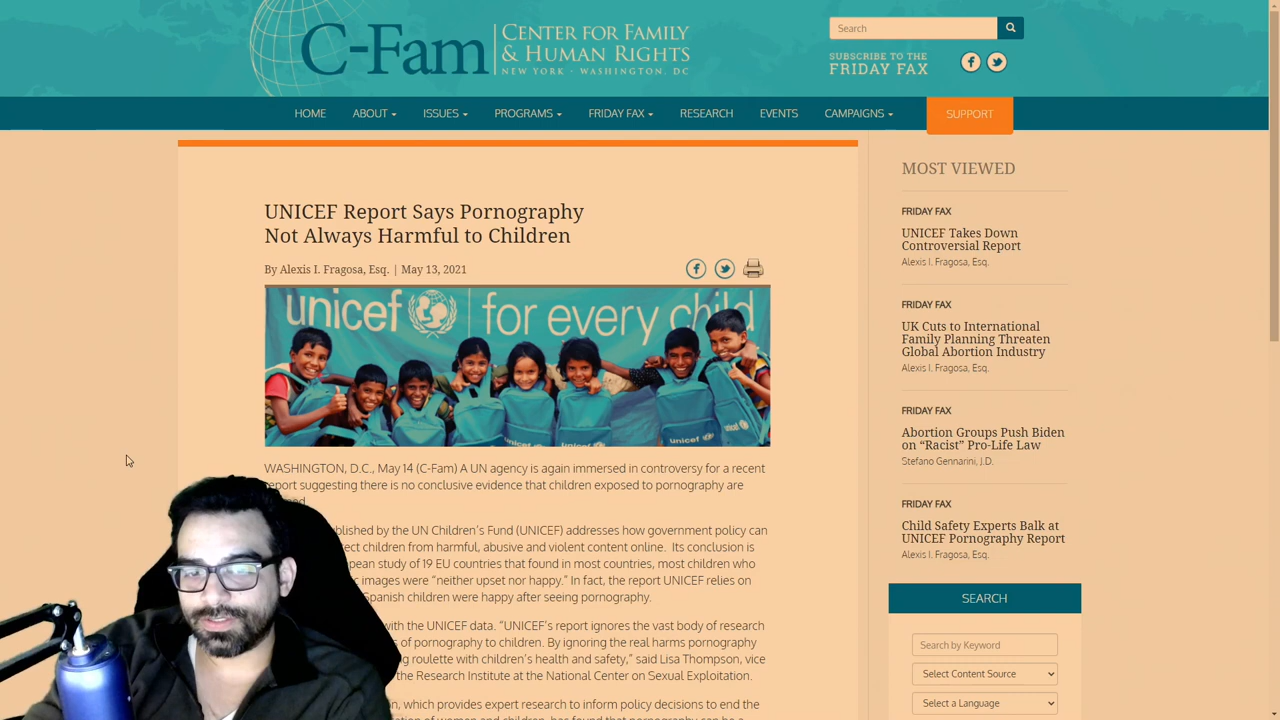 C-Fam
CENTER FOR FAMILY
& HUMAN RIGHTS
NEW YORK · WASHINGTON, DC
Search
SUBSCRIBE TO THE
FRIDAY FAX
HOME ABOUT ISSUES PROGRAMS FRIDAY FAX RESEARCH EVENTS CAMPAIGNS SUPPORT
UNICEF Report Says Pornography
Not Always Harmful to Children
By Alexis I. Fragosa, Esq. | May 13, 2021
unicef for every child
unicef
unicef
WASHINGTON, D.C., May 14 (C-Fam) A UN agency is again immersed in controversy for a recent
report suggesting there is no conclusive evidence that children exposed to pornography are
by the UN Children’s Fund (UNICEF) addresses how government policy can
children from harmful, abusive and violent content online. Its conclusion is
study of 19 EU countries that found in most countries, most children who
images were “neither upset nor happy.” In fact, the report UNICEF relies on
Spanish children were happy after seeing pornography.
with the UNICEF data. “UNICEF’s report ignores the vast body of research
of pornography to children. By ignoring the real harms pornography
roulette with children’s health and safety,” said Lisa Thompson, vice
the Research Institute at the National Center on Sexual Exploitation.
which provides expert research to inform policy decisions to end the
of women and children, has found that pornography can be a
MOST VIEWED
FRIDAY FAX
UNICEF Takes Down
Controversial Report
Alexis I. Fragosa, Esq.
FRIDAY FAX
UK Cuts to International
Family Planning Threaten
Global Abortion Industry
Alexis I. Fragosa, Esq.
FRIDAY FAX
Abortion Groups Push Biden
on “Racist” Pro-Life Law
Stefano Gennarini, J.D.
FRIDAY FAX
Child Safety Experts Balk at
UNICEF Pornography Report
Alexis I. Fragosa, Esq.
SEARCH
Search by Keyword
Select Content Source
Select a Language